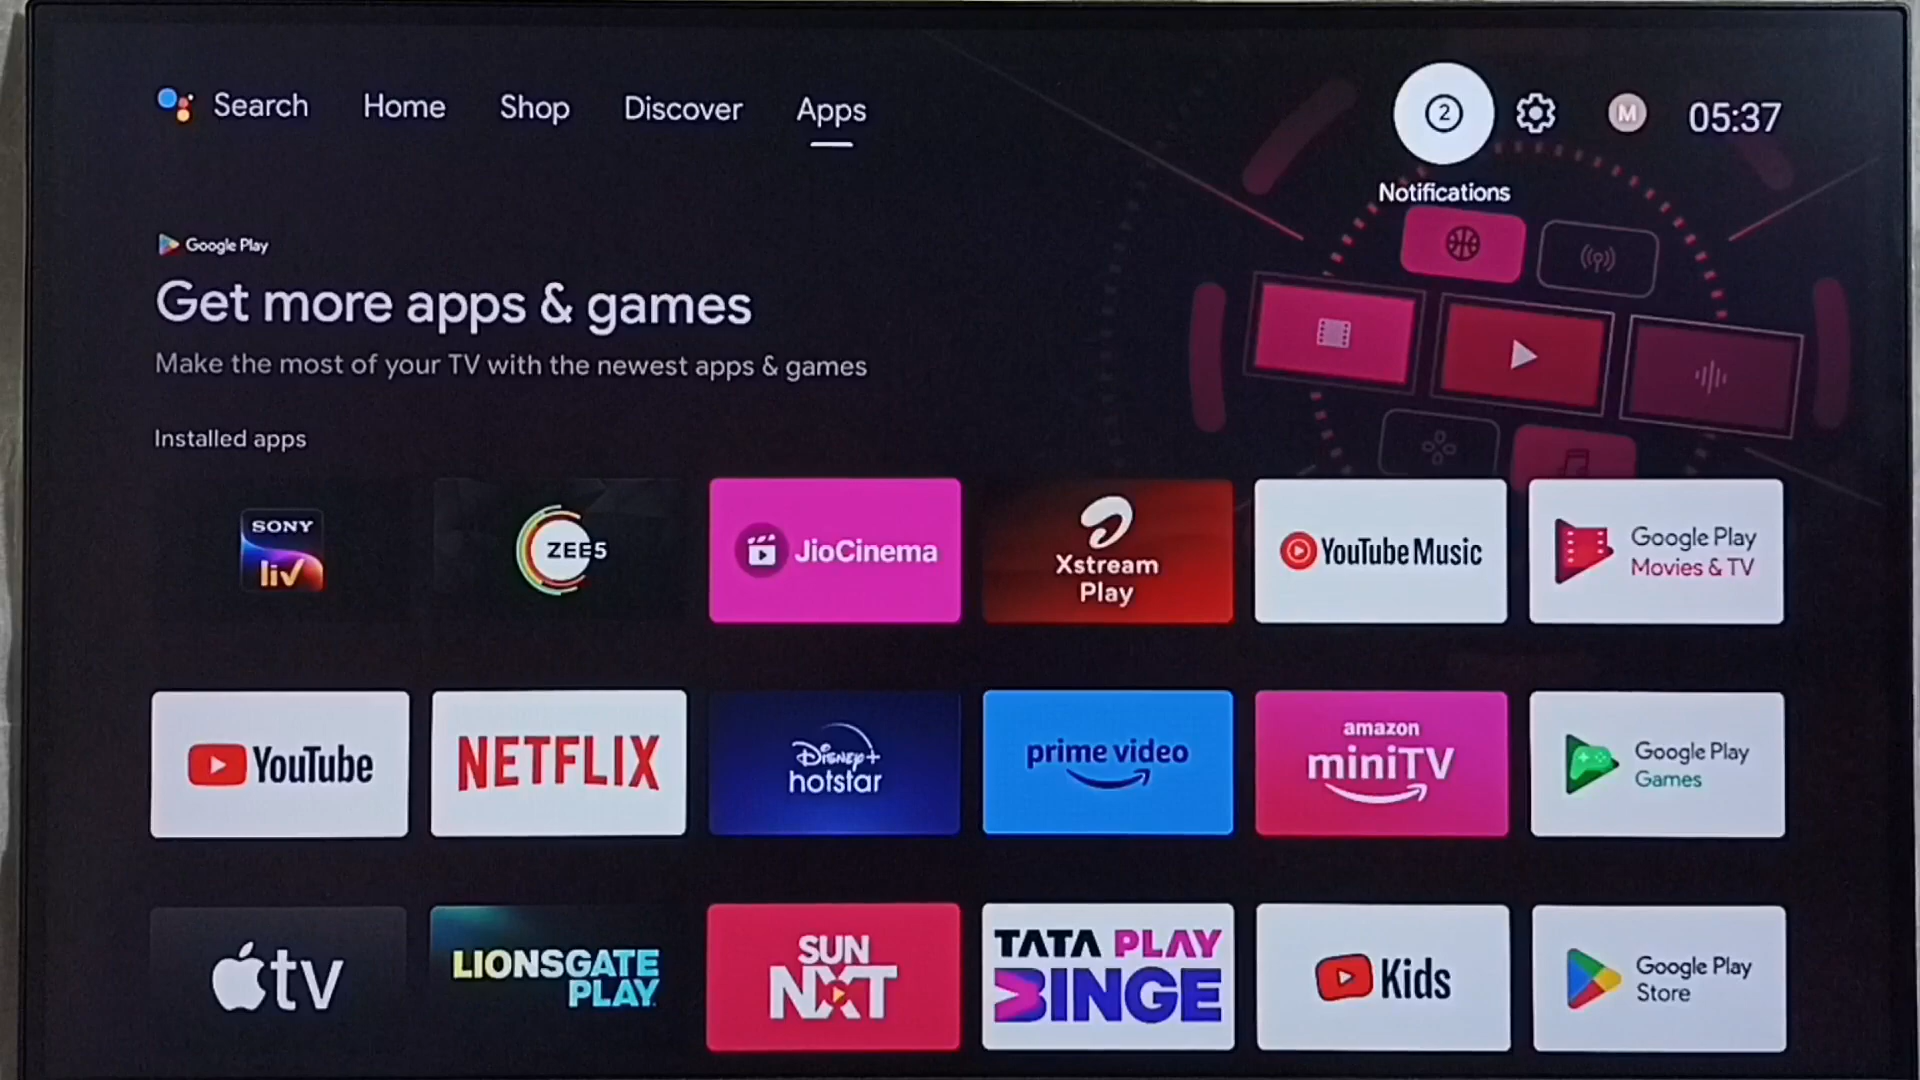 Search Home Shop Discover Apps 2 M 05:37
Notifications
Google Play
Get more apps & games
Make the most of your TV with the newest apps & games
Installed apps
SONY
liv
ZEE5
JioCinema
Xstream
Play
YouTube Music
Google Play
Movies & TV
YouTube
NETFLIX
Disney+
hotstar
prime video
amazon
miniTV
Google Play
Games
tv
LIONSGATE
PLAY
SUN
NXT
TATA PLAY
BINGE
Kids
Google Play
Store